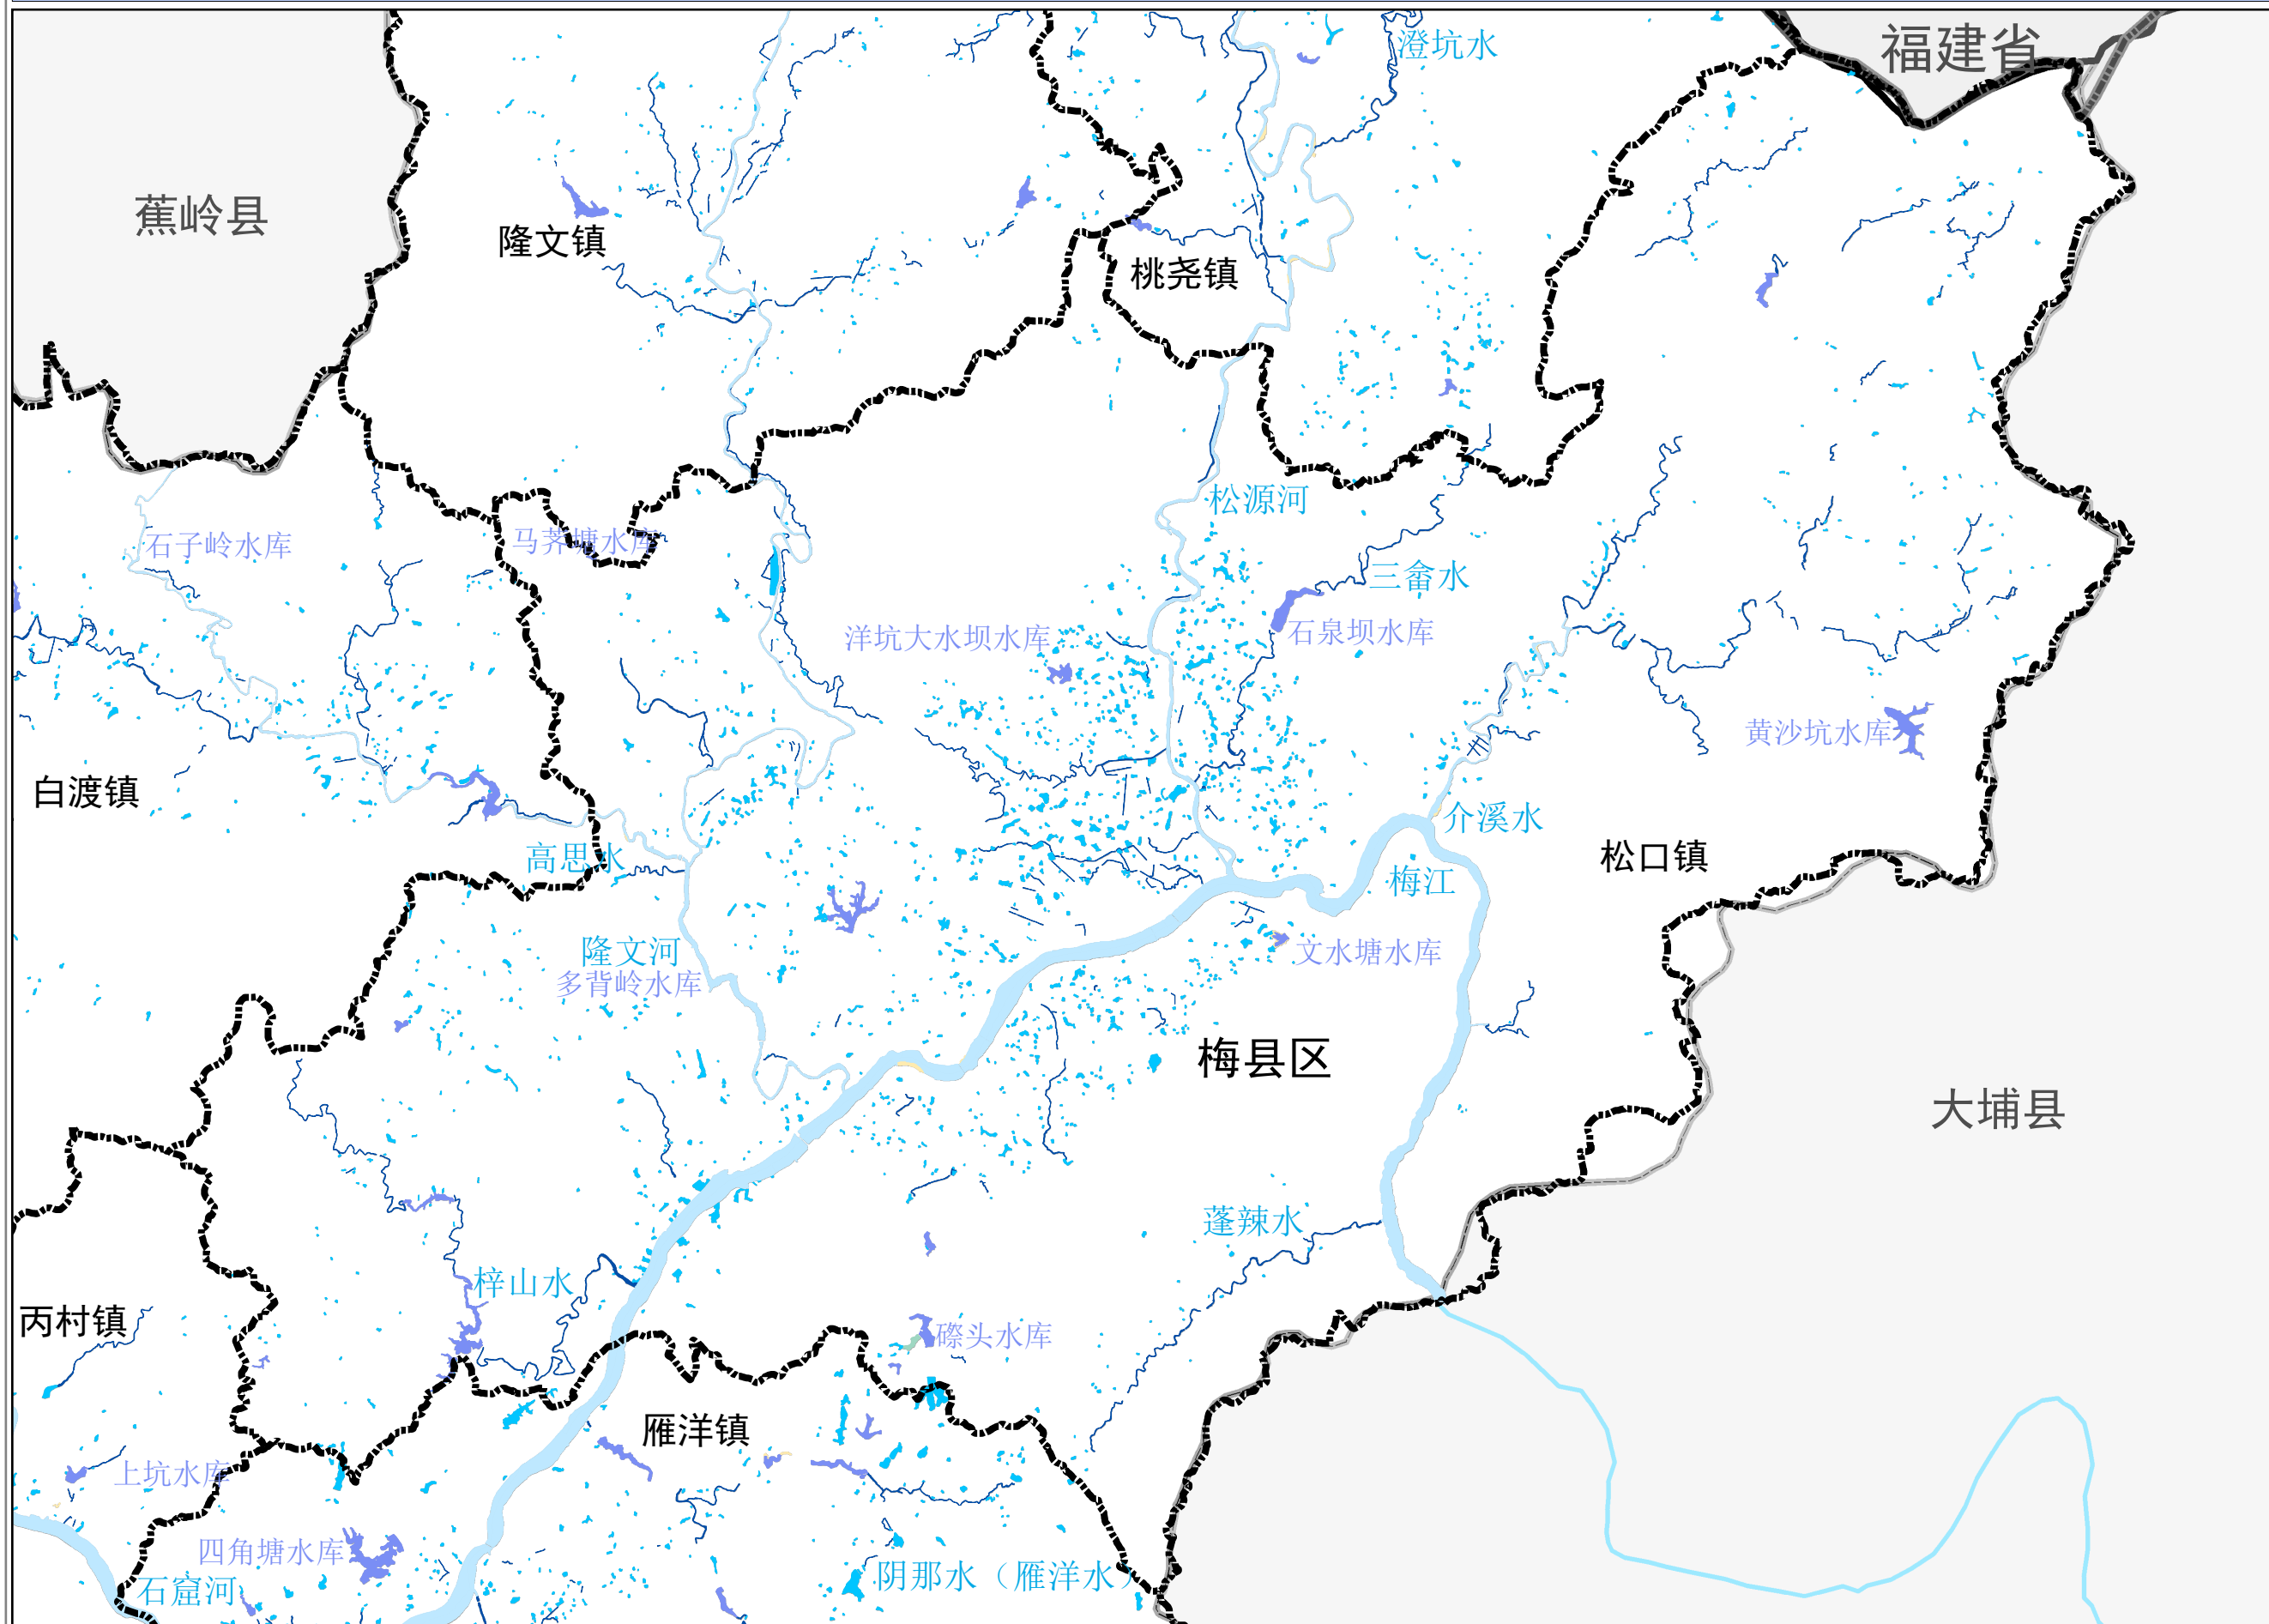 福建省
澄坑水
蕉岭县
隆文镇
桃尧镇
松源河
石子岭水库
马荠塘水库
三畲水
洋坑大水坝水库
石泉坝水库
黄沙坑水库
白渡镇
介溪水
高思水
松口镇
梅江
隆文河
文水塘水库
多背岭水库
梅县区
大埔县
蓬辣水
梓山水
丙村镇
磜头水库
雁洋镇
上坑水库
四角塘水库
石窟河
阴那水（雁洋水）